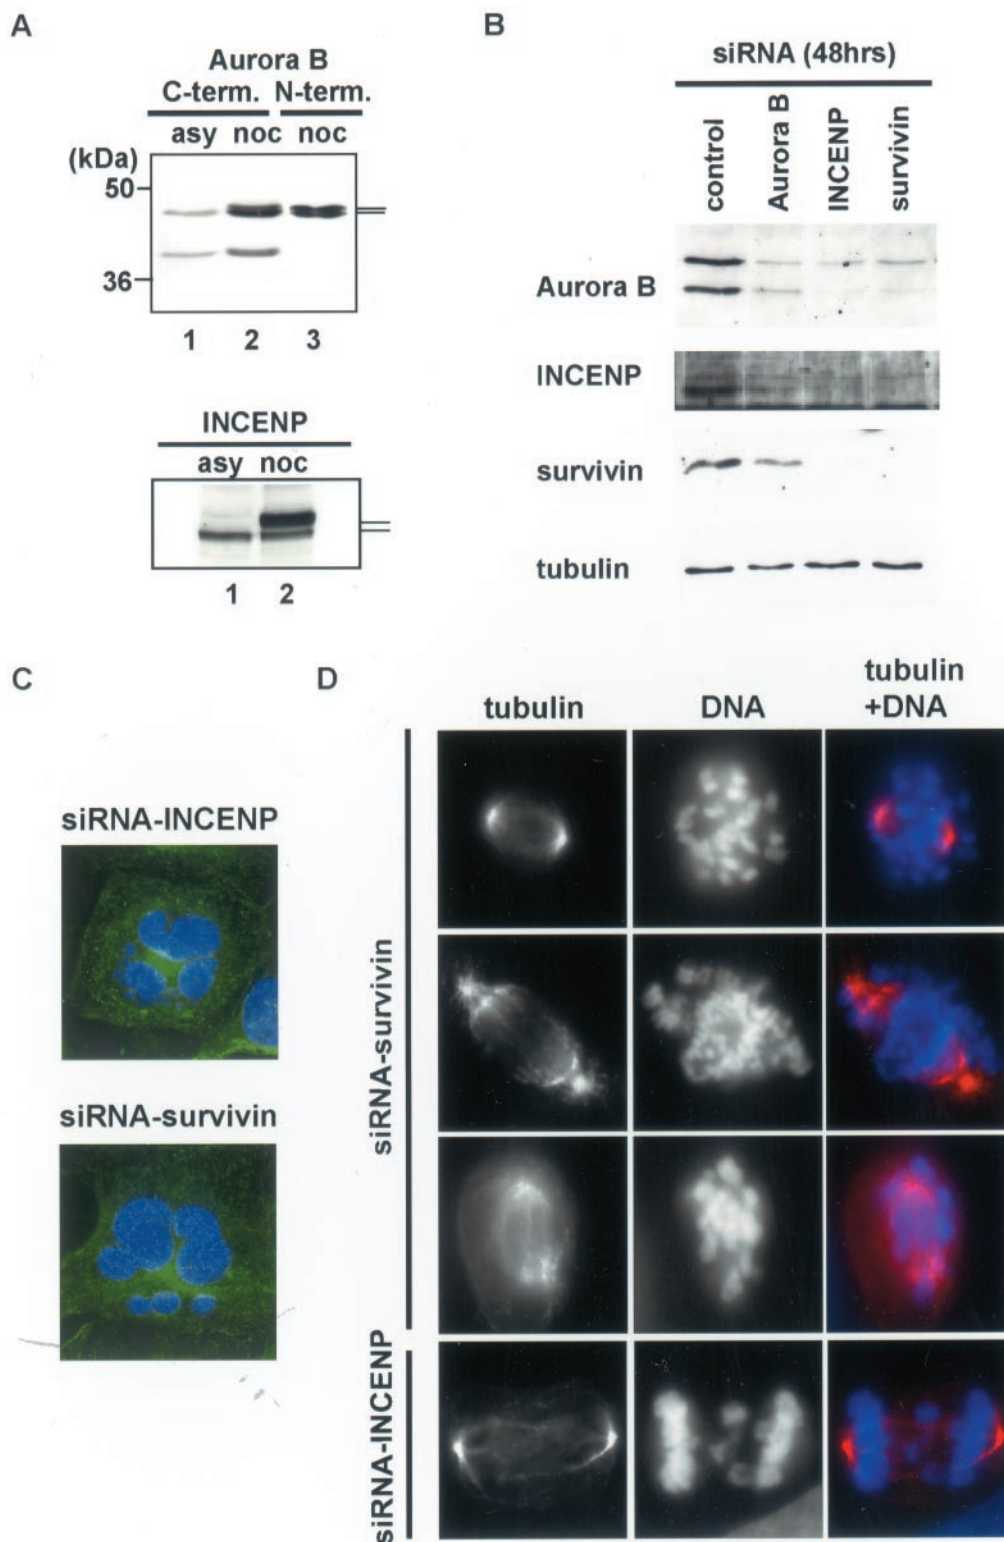 A
Aurora B
C-term. N-term.
asy noc noc
(kDa)
50
36
1 2 3
INCENP
asy noc
1 2
B
siRNA (48hrs)
control
Aurora B
INCENP
survivin
Aurora B
INCENP
survivin
tubulin
C
siRNA-INCENP
siRNA-survivin
D
tubulin
DNA
tubulin
+DNA
siRNA-survivin
siRNA-INCENP